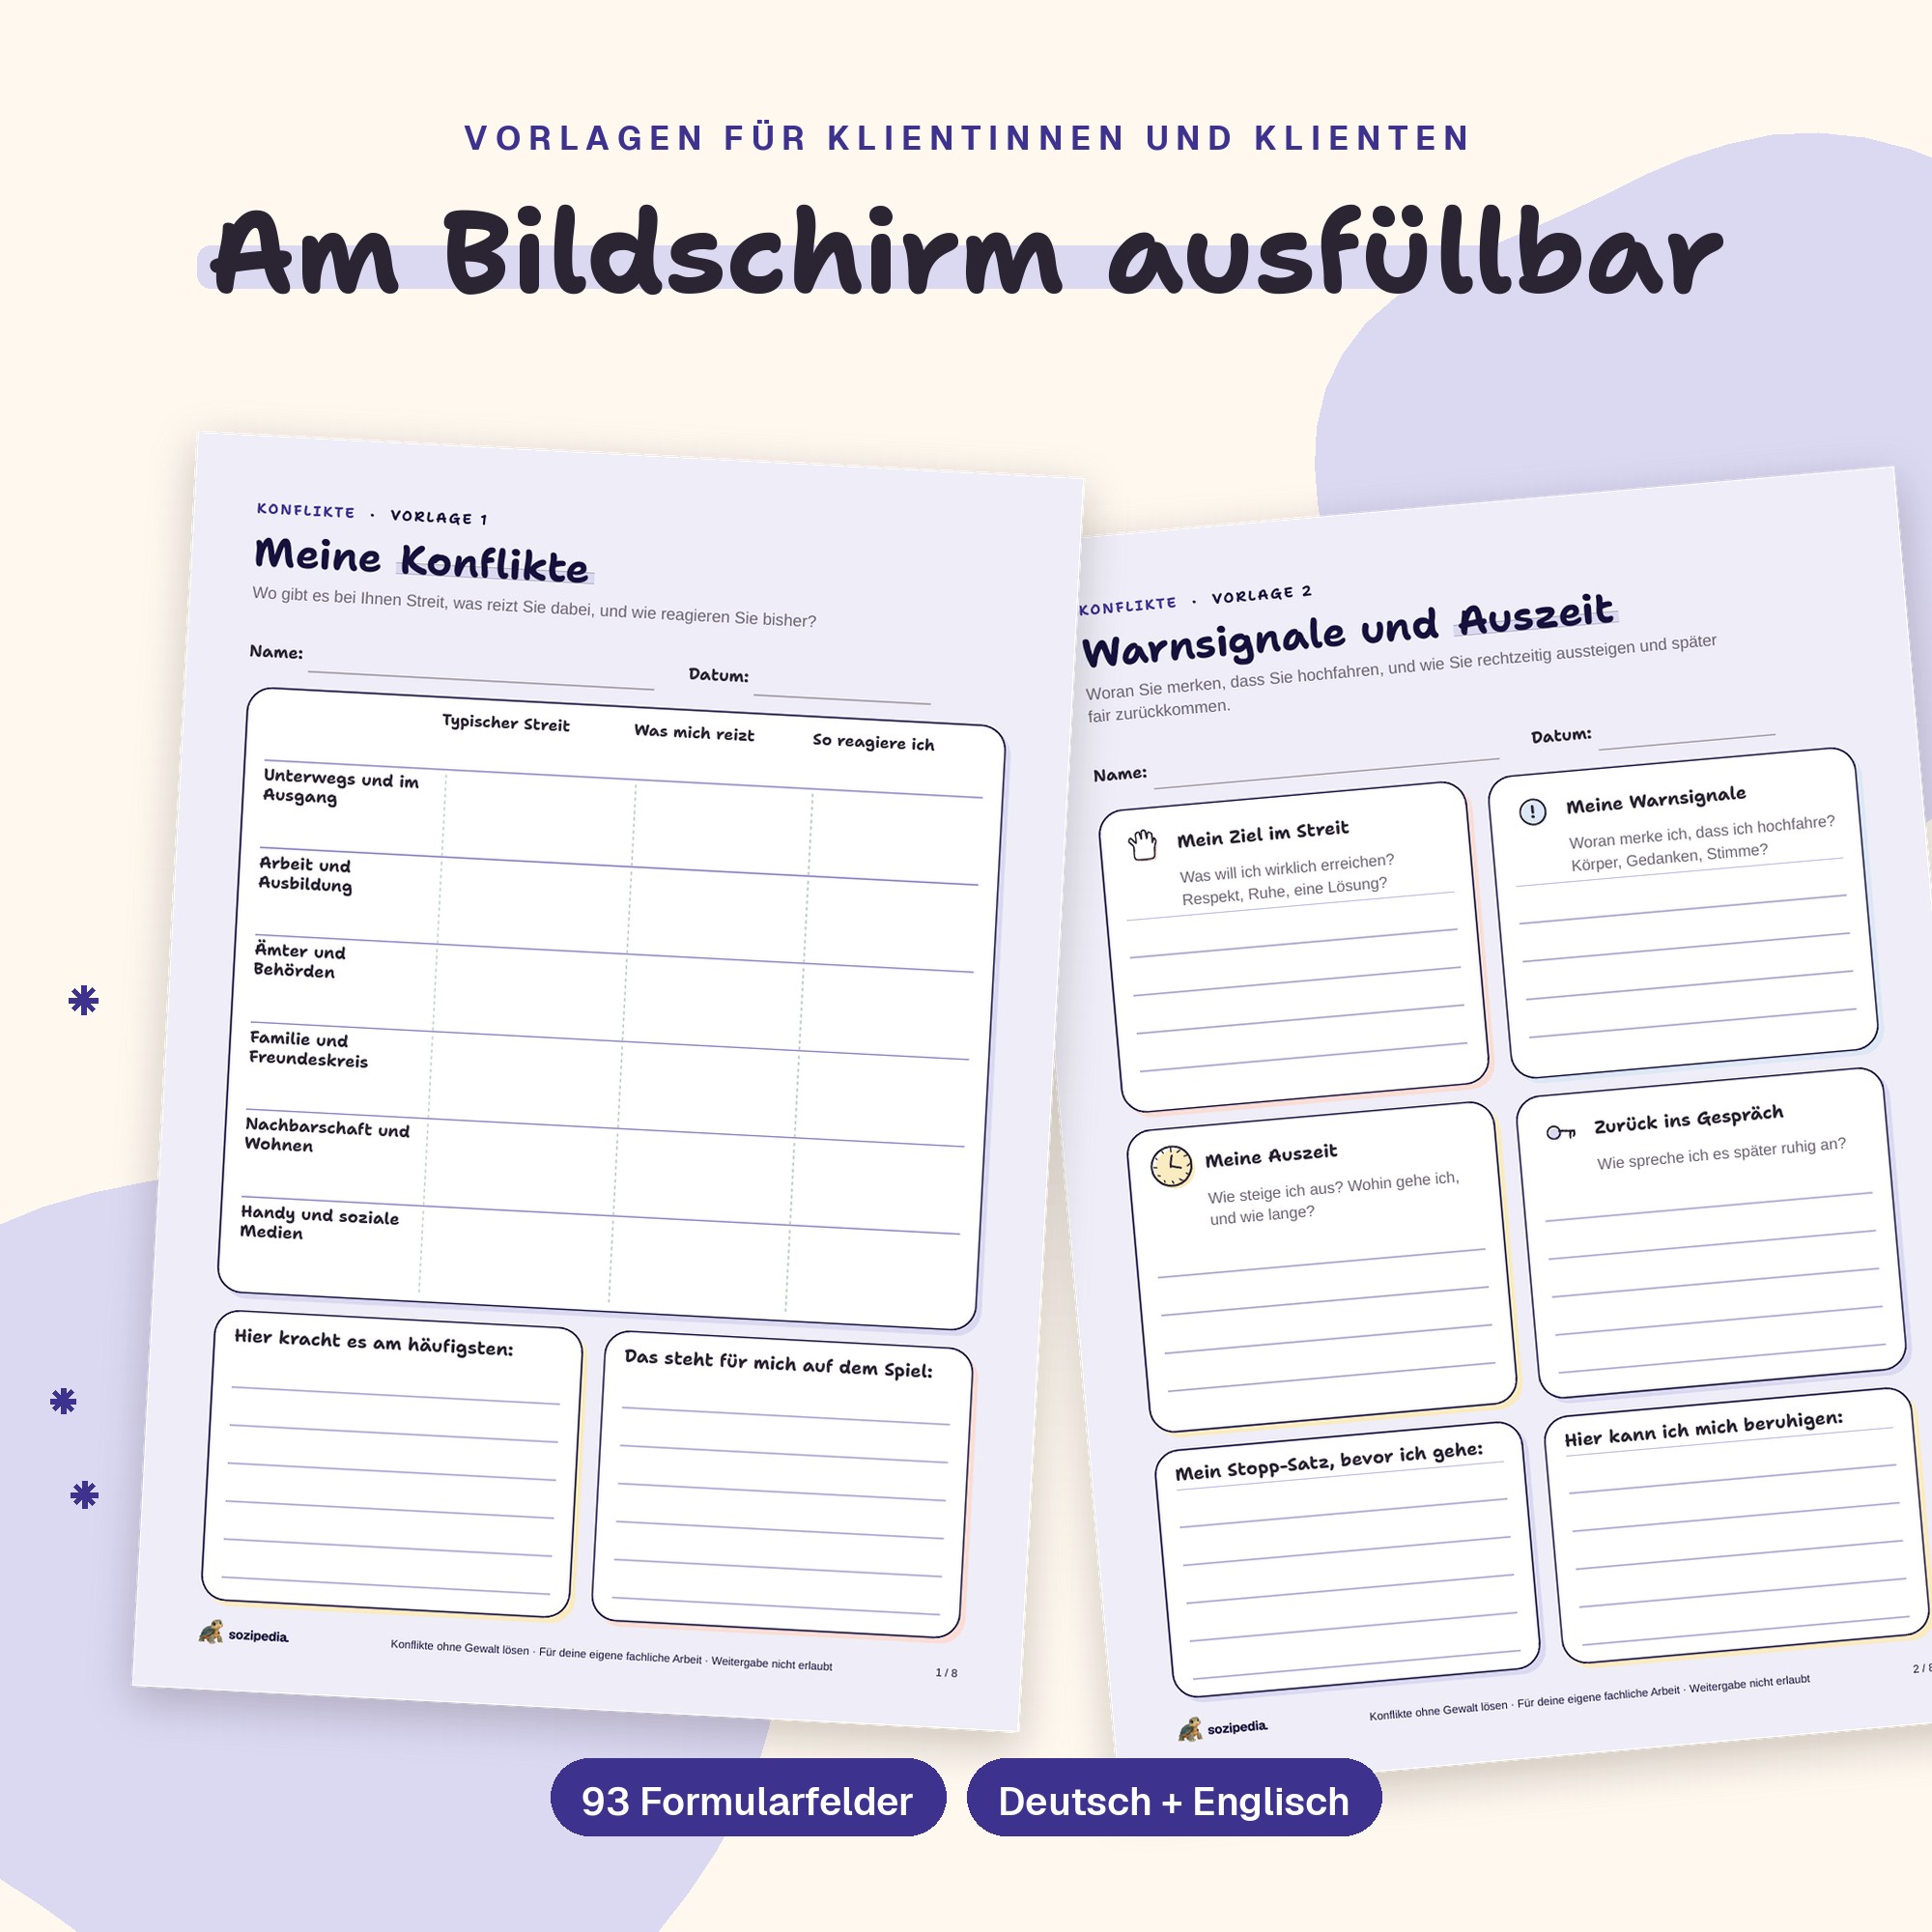 VORLAGEN FÜR KLIENTINNEN UND KLIENTEN
Am Bildschirm ausfüllbar
KONFLIKTE · VORLAGE 1
Meine Konflikte
Wo gibt es bei Ihnen Streit, was reizt Sie dabei, und wie reagieren Sie bisher?
Name:
Datum:
Typischer Streit
Was mich reizt
So reagiere ich
Unterwegs und im
Ausgang
Arbeit und
Ausbildung
Ämter und
Behörden
Familie und
Freundeskreis
Nachbarschaft und
Wohnen
Handy und soziale
Medien
Hier kracht es am häufigsten:
Das steht für mich auf dem Spiel:
sozipedia.
Konflikte ohne Gewalt lösen · Für deine eigene fachliche Arbeit · Weitergabe nicht erlaubt
1 / 8
KONFLIKTE · VORLAGE 2
Warnsignale und Auszeit
Woran Sie merken, dass Sie hochfahren, und wie Sie rechtzeitig aussteigen und später
fair zurückkommen.
Name:
Datum:
Mein Ziel im Streit
Was will ich wirklich erreichen?
Respekt, Ruhe, eine Lösung?
Meine Warnsignale
Woran merke ich, dass ich hochfahre?
Körper, Gedanken, Stimme?
Meine Auszeit
Wie steige ich aus? Wohin gehe ich,
und wie lange?
Zurück ins Gespräch
Wie spreche ich es später ruhig an?
Mein Stopp-Satz, bevor ich gehe:
Hier kann ich mich beruhigen:
sozipedia.
Konflikte ohne Gewalt lösen · Für deine eigene fachliche Arbeit · Weitergabe nicht erlaubt
2 / 8
93 Formularfelder
Deutsch + Englisch